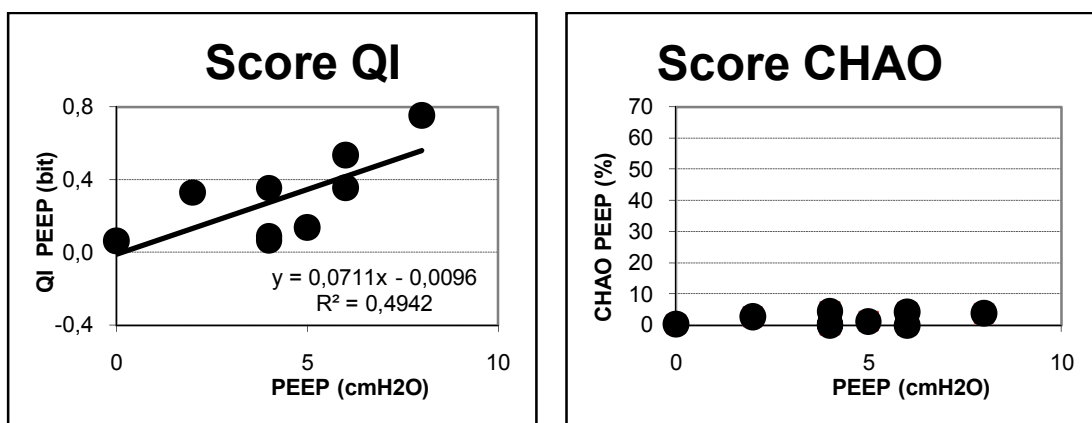 Score QI
0,8
0,4
0,0
-0,4
QI PEEP (bit)
y = 0,0711x - 0,0096
R² = 0,4942
0
5
10
PEEP (cmH2O)
Score CHAO
70
60
50
40
30
20
10
0
CHAO PEEP (%)
0
5
10
PEEP (cmH2O)